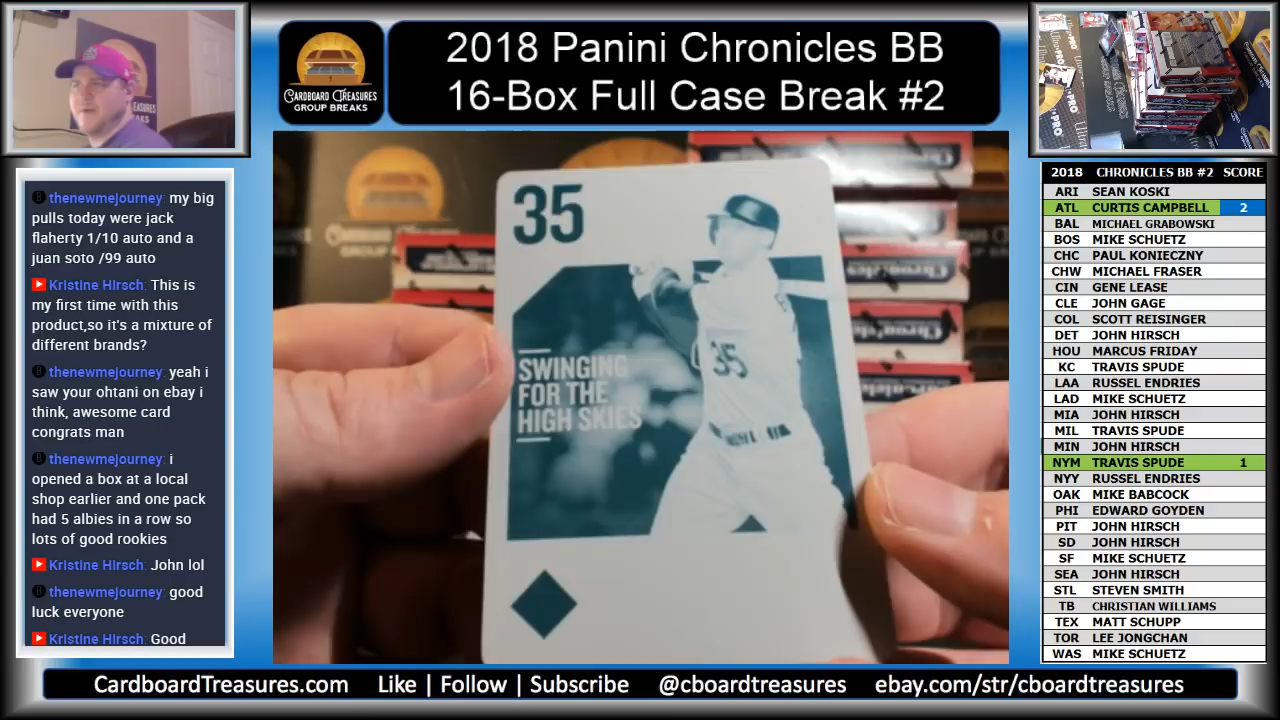 2018 Panini Chronicles BB
16-Box Full Case Break #2
CARDBOARD TREASURES
GROUP BREAKS
thenewmejourney: my big
pulls today were jack
flaherty 1/10 auto and a
juan soto /99 auto
Kristine Hirsch: This is
my first time with this
product,so it's a mixture of
different brands?
thenewmejourney: yeah i
saw your ohtani on ebay i
think, awesome card
congrats man
thenewmejourney: i
opened a box at a local
shop earlier and one pack
had 5 albies in a row so
lots of good rookies
Kristine Hirsch: John lol
thenewmejourney: good
luck everyone
Kristine Hirsch: Good
35
SWINGING
FOR THE
HIGH SKIES
35
2018 CHRONICLES BB #2 SCORE
ARI SEAN KOSKI
ATL CURTIS CAMPBELL 2
BAL MICHAEL GRABOWSKI
BOS MIKE SCHUETZ
CHC PAUL KONIECZNY
CHW MICHAEL FRASER
CIN GENE LEASE
CLE JOHN GAGE
COL SCOTT REISINGER
DET JOHN HIRSCH
HOU MARCUS FRIDAY
KC TRAVIS SPUDE
LAA RUSSEL ENDRIES
LAD MIKE SCHUETZ
MIA JOHN HIRSCH
MIL TRAVIS SPUDE
MIN JOHN HIRSCH
NYM TRAVIS SPUDE 1
NYY RUSSEL ENDRIES
OAK MIKE BABCOCK
PHI EDWARD GOYDEN
PIT JOHN HIRSCH
SD JOHN HIRSCH
SF MIKE SCHUETZ
SEA JOHN HIRSCH
STL STEVEN SMITH
TB CHRISTIAN WILLIAMS
TEX MATT SCHUPP
TOR LEE JONGCHAN
WAS MIKE SCHUETZ
CardboardTreasures.com Like | Follow | Subscribe @cboardtreasures ebay.com/str/cboardtreasures